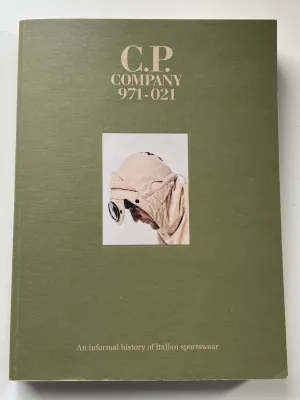 C.P.
COMPANY
971-021
An informal history of Italian sportswear